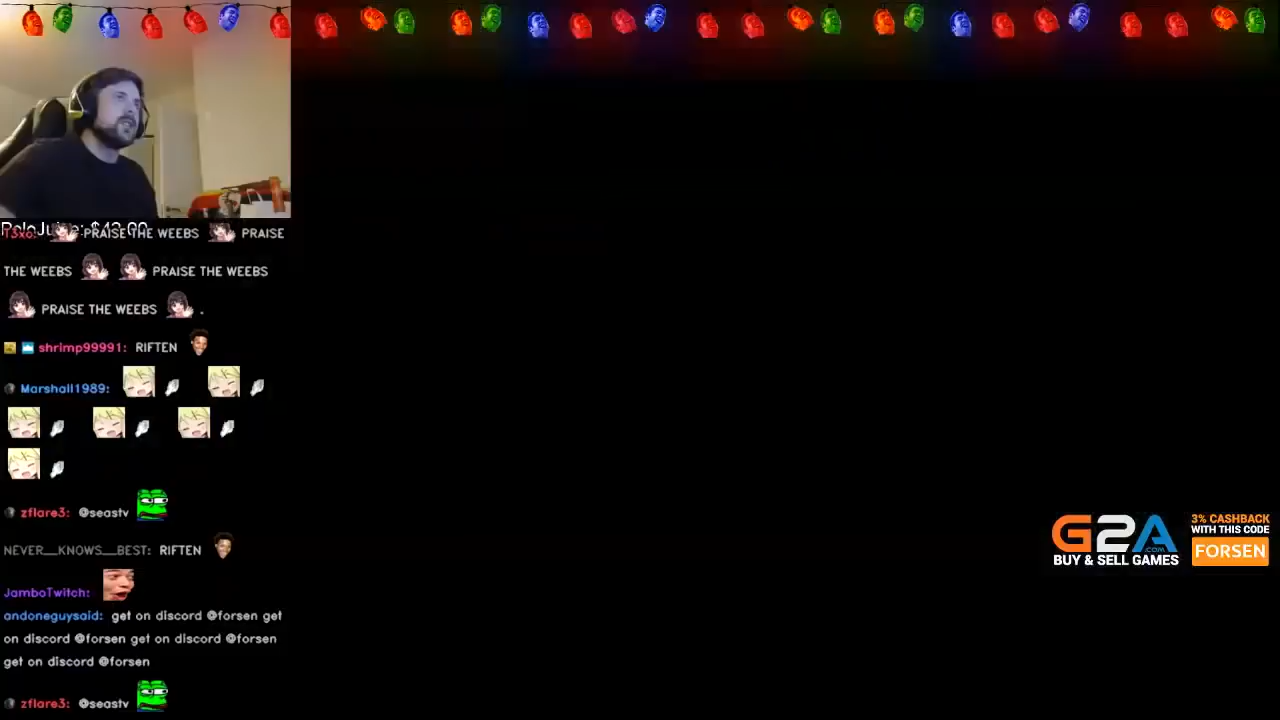 T3xo: PRAISE THE WEEBS PRAISE
THE WEEBS PRAISE THE WEEBS
PRAISE THE WEEBS .
shrimp99991: RIFTEN
Marshall1989:
zflare3: @seastv
NEVER__KNOWS__BEST: RIFTEN
JamboTwitch:
andoneguysaid: get on discord @forsen get
on discord @forsen get on discord @forsen
get on discord @forsen
zflare3: @seastv
G2A
.COM
BUY & SELL GAMES
3% CASHBACK
WITH THIS CODE
FORSEN